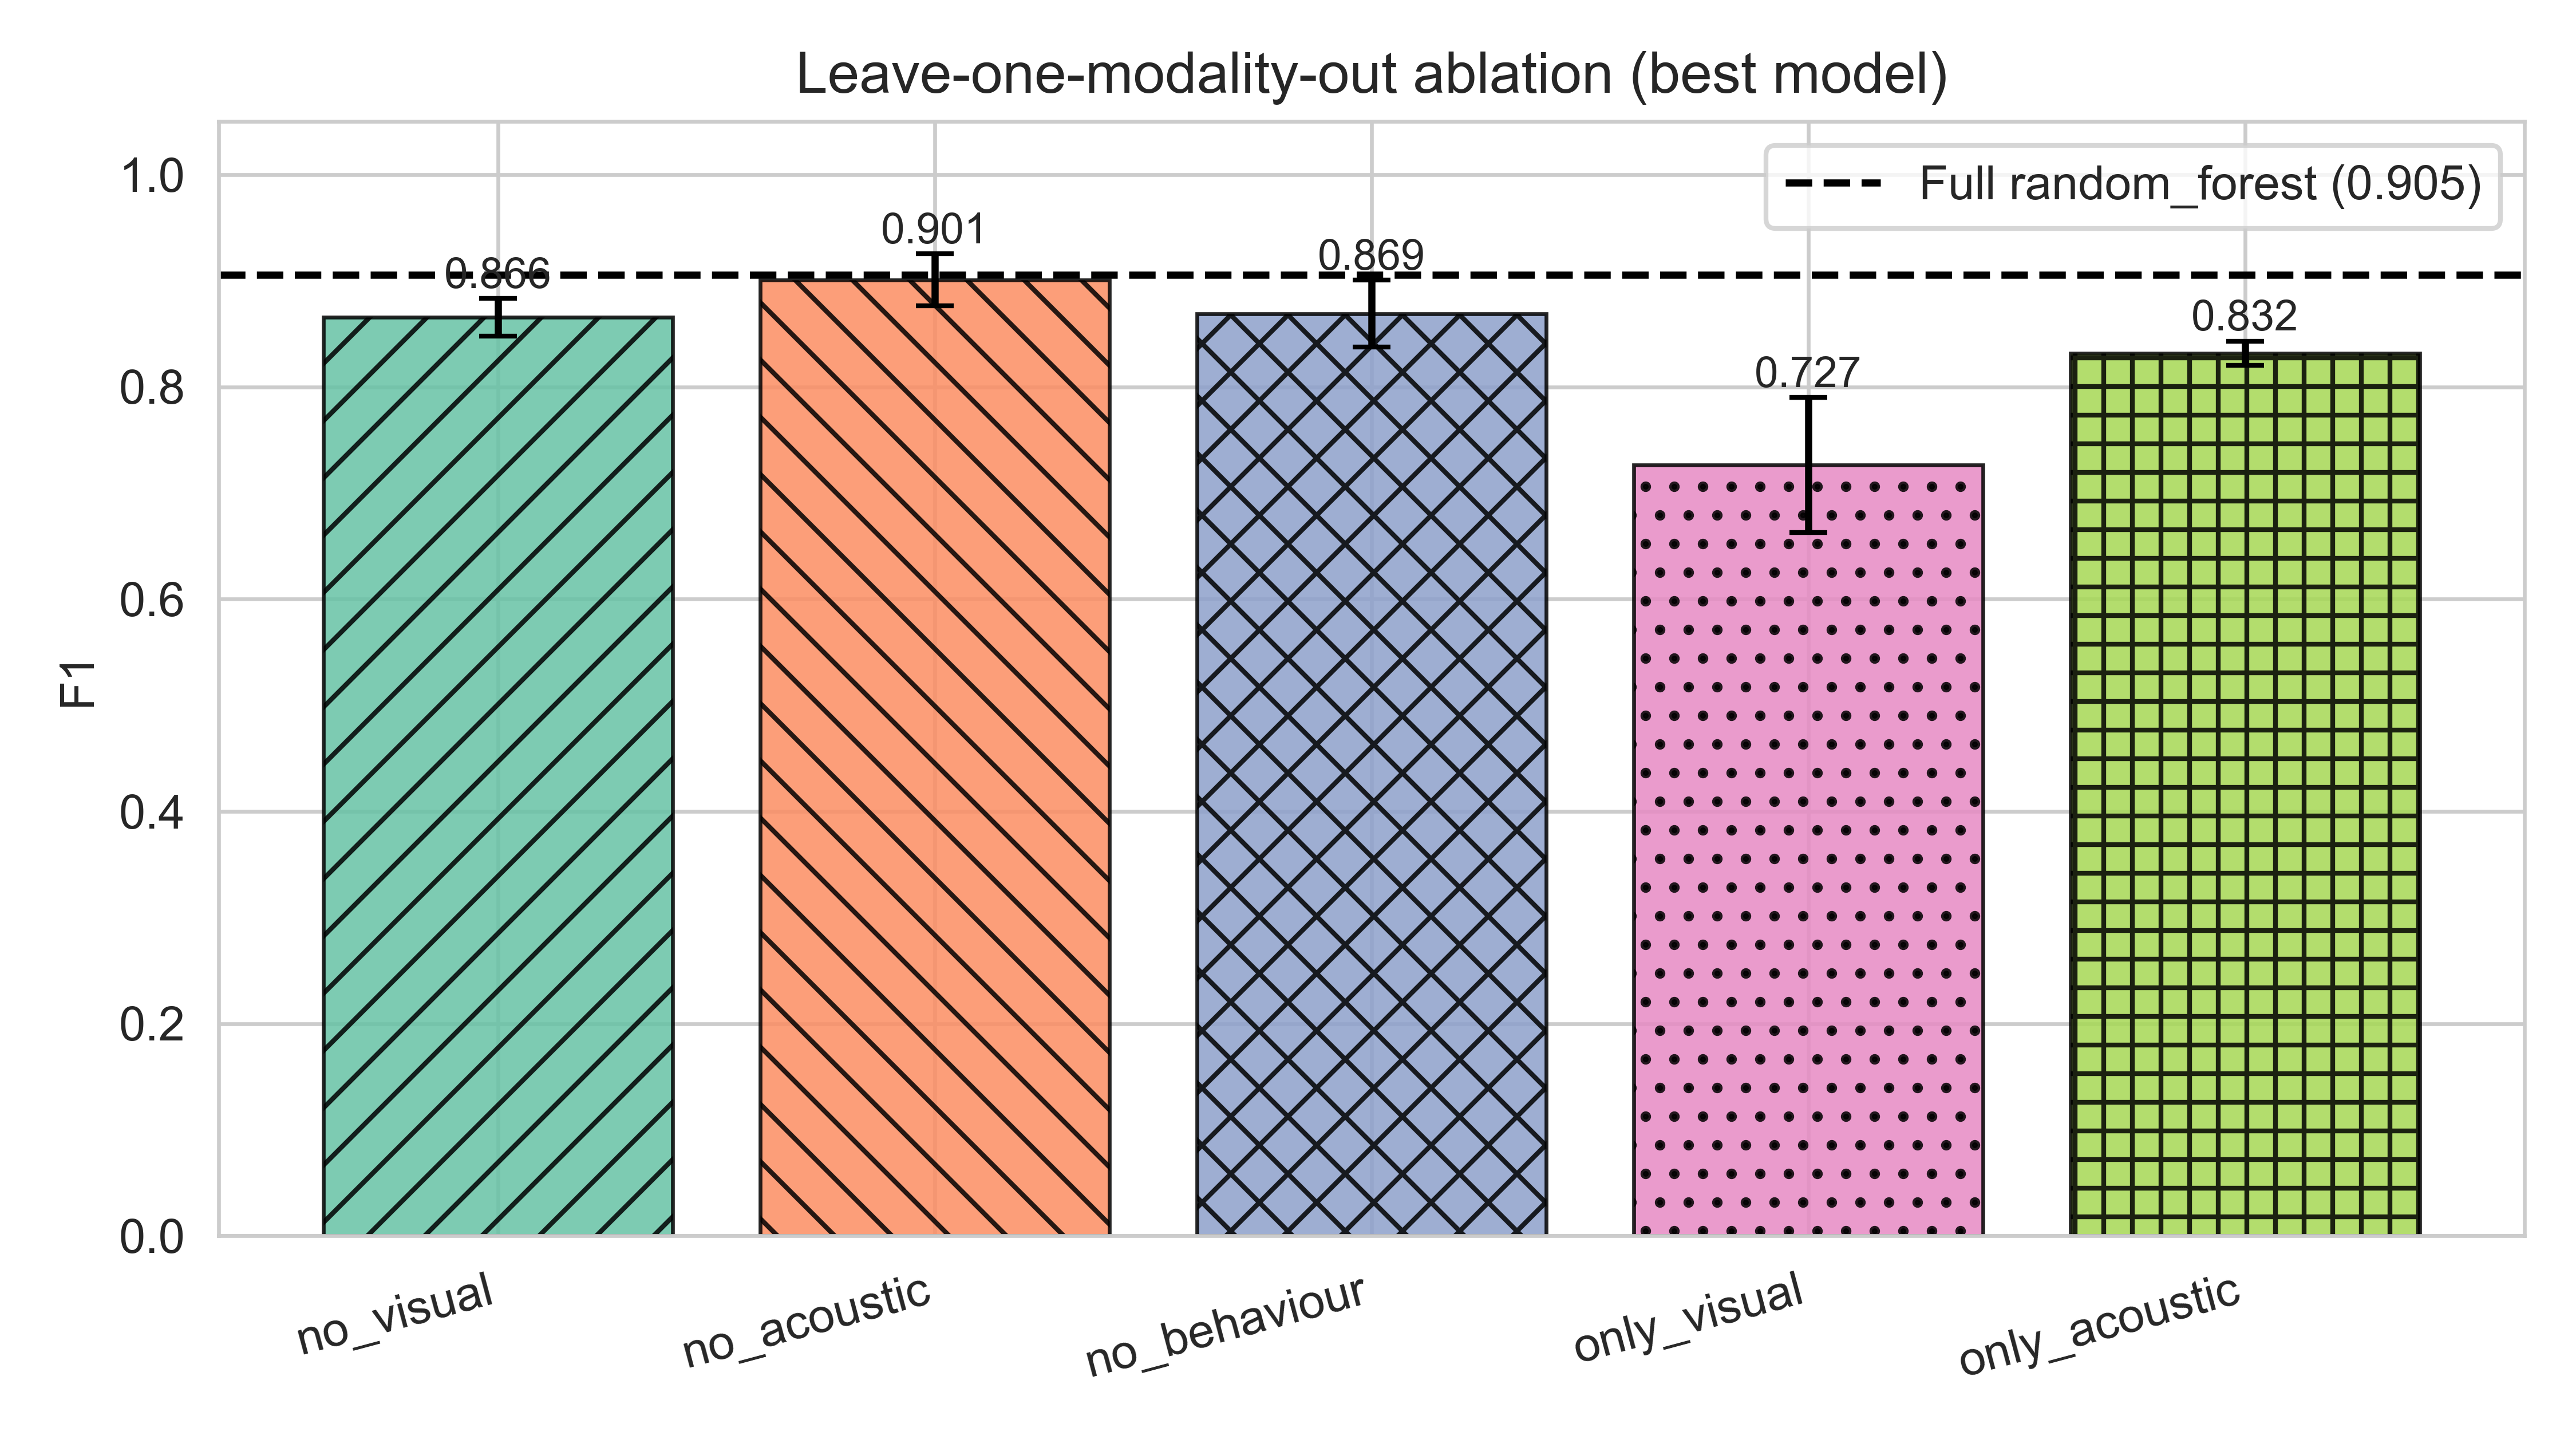 Leave-one-modality-out ablation (best model)
Full random_forest (0.905)
1.0
0.8
0.6
0.4
0.2
0.0
F1
0.866
0.901
0.869
0.727
0.832
no_visual
no_acoustic
no_behaviour
only_visual
only_acoustic